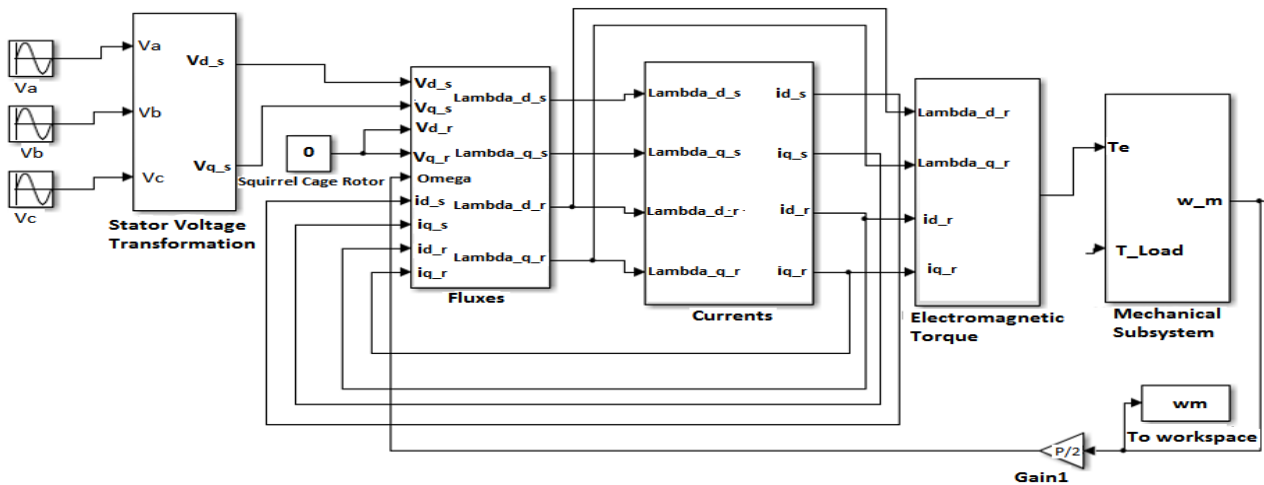 Va
Vb
Vc
Va
Vb
Vc
Vd_s
Vq_s
Stator Voltage
Transformation
0
Squirrel Cage Rotor
Vd_s
Vq_s
Vd_r
Vq_r
Omega
id_s
iq_s
id_r
iq_r
Lambda_d_s
Lambda_q_s
Lambda_d_r
Lambda_q_r
Fluxes
Lambda_d_s
Lambda_q_s
Lambda_d_r
Lambda_q_r
id_s
iq_s
id_r
iq_r
Currents
Lambda_d_r
Lambda_q_r
id_r
iq_r
Electromagnetic
Torque
Te
T_Load
w_m
Mechanical
Subsystem
wm
To workspace
P/2
Gain1